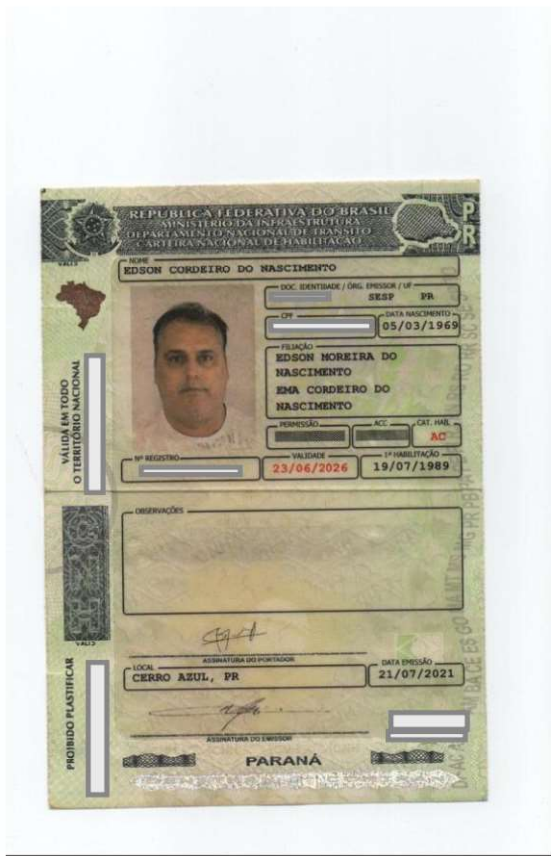 REPÚBLICA FEDERATIVA DO BRASIL
MINISTÉRIO DA INFRAESTRUTURA
DEPARTAMENTO NACIONAL DE TRÂNSITO
CARTEIRA NACIONAL DE HABILITAÇÃO
PR
NOME
EDSON CORDEIRO DO NASCIMENTO
DOC. IDENTIDADE / ÓRG. EMISSOR / UF
SESP PR
CPF
DATA NASCIMENTO
05/03/1969
FILIAÇÃO
EDSON MOREIRA DO
NASCIMENTO
EMA CORDEIRO DO
NASCIMENTO
PERMISSÃO
ACC
CAT. HAB.
AC
Nº REGISTRO
VALIDADE
23/06/2026
1ª HABILITAÇÃO
19/07/1989
VÁLIDA EM TODO
O TERRITÓRIO NACIONAL
OBSERVAÇÕES
ASSINATURA DO PORTADOR
LOCAL
CERRO AZUL, PR
DATA EMISSÃO
21/07/2021
ASSINATURA DO EMISSOR
PROIBIDO PLASTIFICAR
PARANÁ